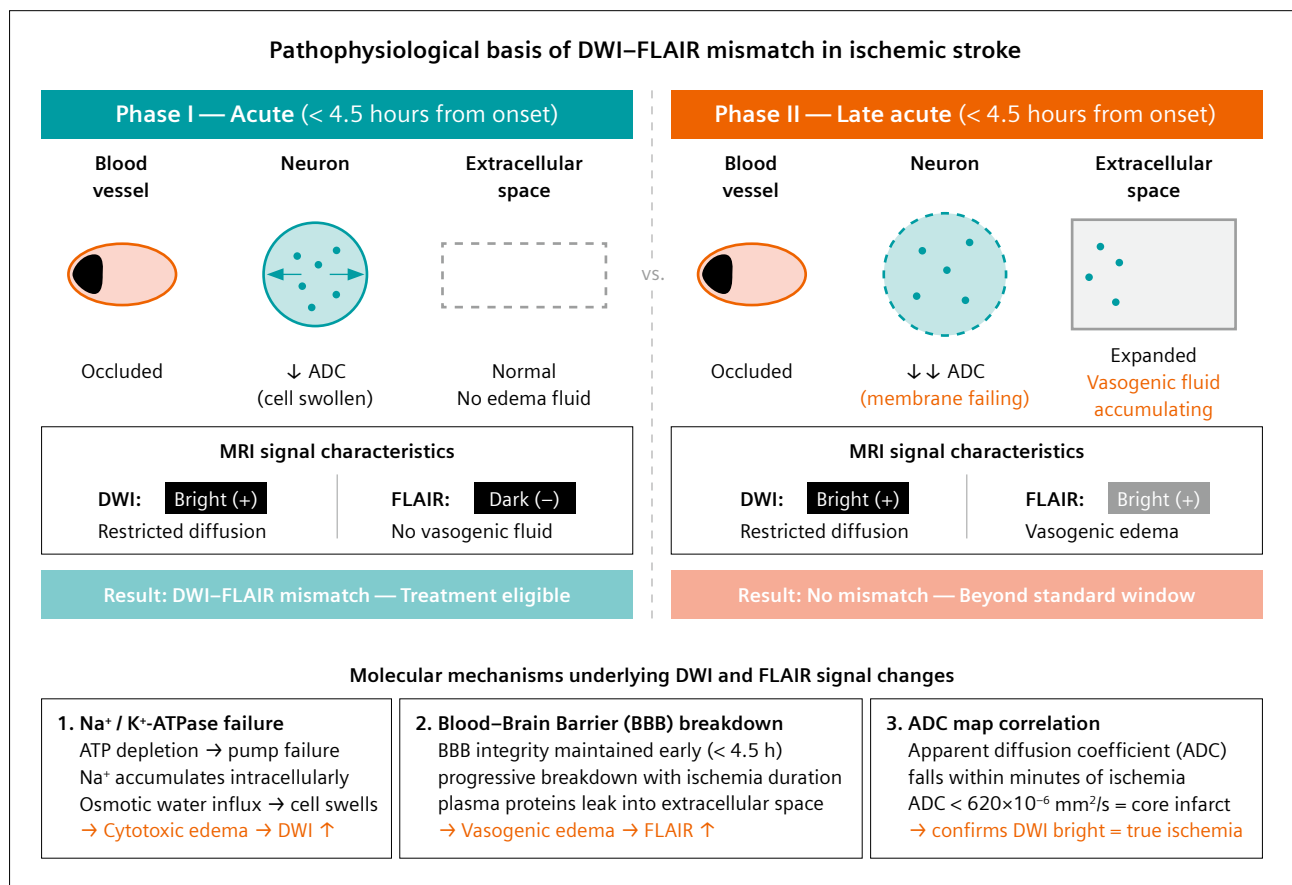 Pathophysiological basis of DWI–FLAIR mismatch in ischemic stroke
Phase I — Acute (< 4.5 hours from onset)
Blood
vessel
Neuron
Extracellular
space
Occluded
↓ ADC
(cell swollen)
Normal
No edema fluid
MRI signal characteristics
DWI: Bright (+)
Restricted diffusion
FLAIR: Dark (–)
No vasogenic fluid
Result: DWI–FLAIR mismatch — Treatment eligible
vs.
Phase II — Late acute (< 4.5 hours from onset)
Blood
vessel
Neuron
Extracellular
space
Occluded
↓ ↓ ADC
(membrane failing)
Expanded
Vasogenic fluid
accumulating
MRI signal characteristics
DWI: Bright (+)
Restricted diffusion
FLAIR: Bright (+)
Vasogenic edema
Result: No mismatch — Beyond standard window
Molecular mechanisms underlying DWI and FLAIR signal changes
1. Na⁺ / K⁺-ATPase failure
ATP depletion → pump failure
Na⁺ accumulates intracellularly
Osmotic water influx → cell swells
→ Cytotoxic edema → DWI ↑
2. Blood–Brain Barrier (BBB) breakdown
BBB integrity maintained early (< 4.5 h)
progressive breakdown with ischemia duration
plasma proteins leak into extracellular space
→ Vasogenic edema → FLAIR ↑
3. ADC map correlation
Apparent diffusion coefficient (ADC)
falls within minutes of ischemia
ADC < 620×10⁻⁶ mm²/s = core infarct
→ confirms DWI bright = true ischemia